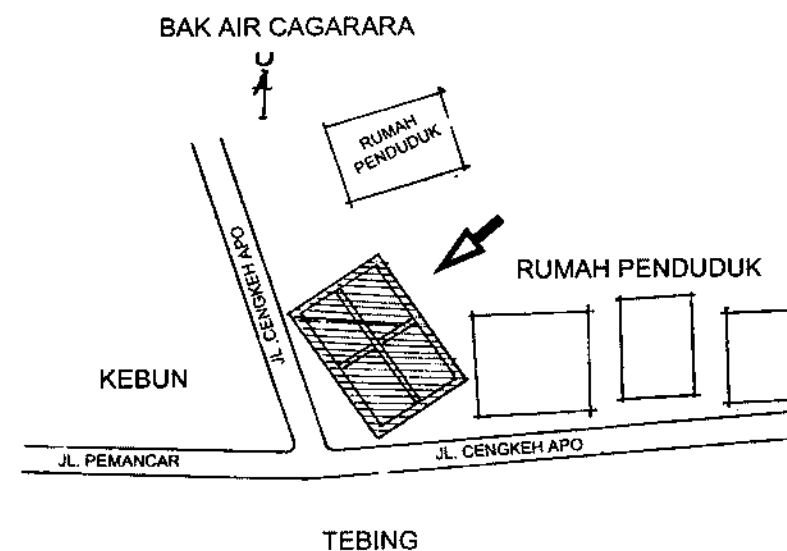 BAK AIR CAGARARA
U
RUMAH
PENDUDUK
JL. CENGKEH APO
RUMAH PENDUDUK
KEBUN
JL. PEMANCAR
JL. CENGKEH APO
TEBING